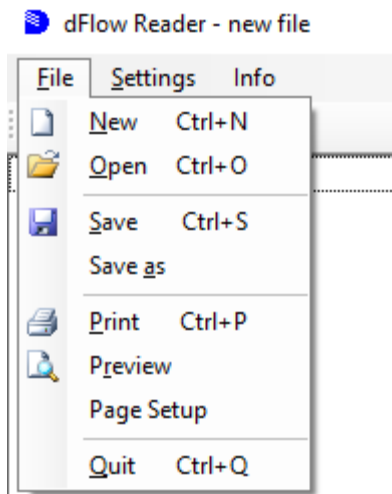 dFlow Reader - new file
File Settings Info
New Ctrl+N
Open Ctrl+O
Save Ctrl+S
Save as
Print Ctrl+P
Preview
Page Setup
Quit Ctrl+Q